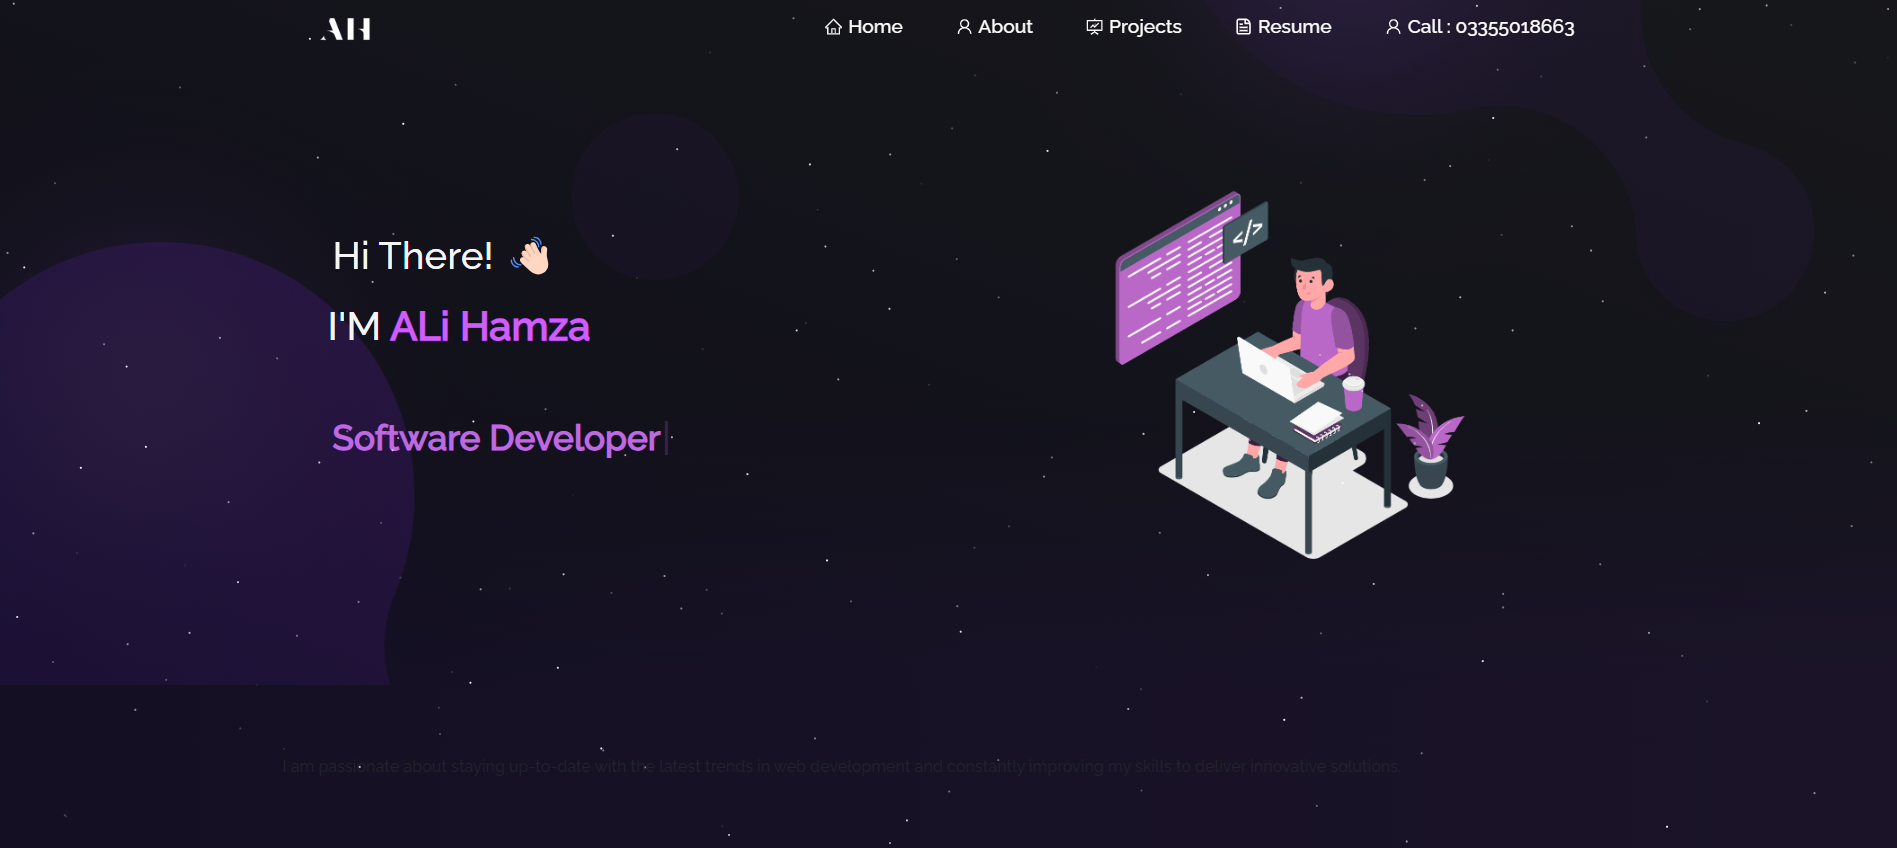 AH
Home
About
Projects
Resume
Call : 03355018663
</>
Hi There!
I'M ALi Hamza
Software Developer
I am passionate about staying up-to-date with the latest trends in web development and constantly improving my skills to deliver innovative solutions.